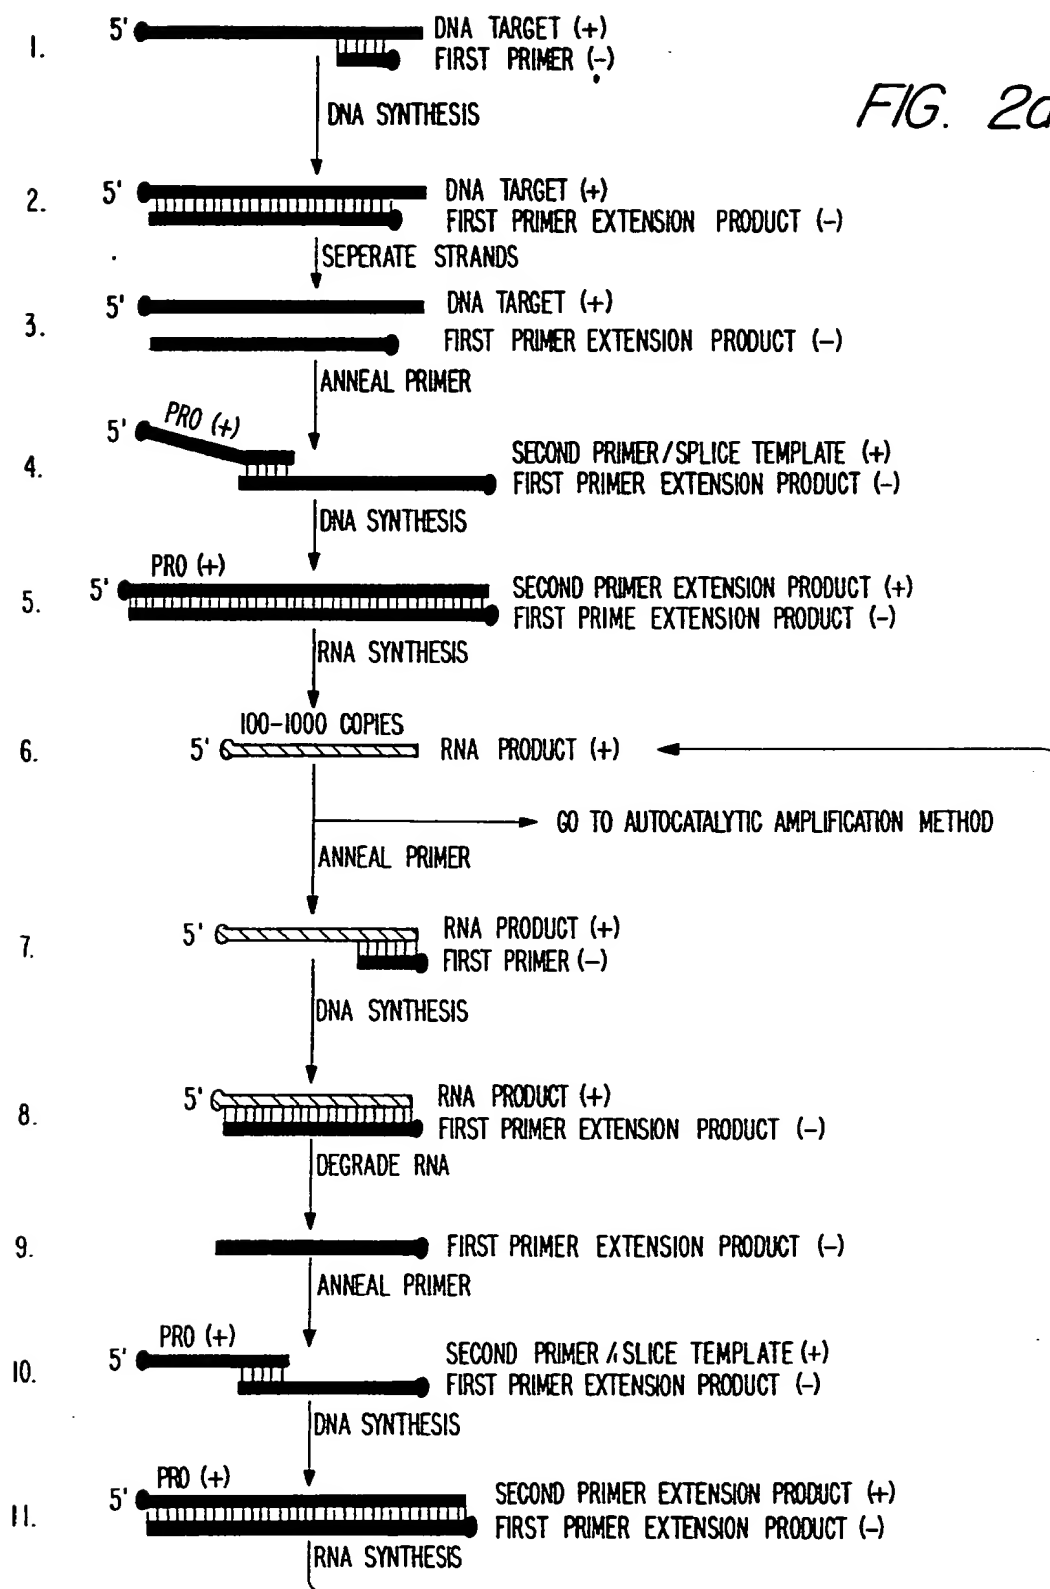 FIG. 2a
1.
5'
DNA TARGET (+)
FIRST PRIMER (-)
DNA SYNTHESIS
2.
5'
DNA TARGET (+)
FIRST PRIMER EXTENSION PRODUCT (-)
SEPERATE STRANDS
3.
5'
DNA TARGET (+)
FIRST PRIMER EXTENSION PRODUCT (-)
ANNEAL PRIMER
4.
5'
PRO (+)
SECOND PRIMER/SPLICE TEMPLATE (+)
FIRST PRIMER EXTENSION PRODUCT (-)
DNA SYNTHESIS
5.
5'
PRO (+)
SECOND PRIMER EXTENSION PRODUCT (+)
FIRST PRIME EXTENSION PRODUCT (-)
RNA SYNTHESIS
100-1000 COPIES
6.
5'
RNA PRODUCT (+)
GO TO AUTOCATALYTIC AMPLIFICATION METHOD
ANNEAL PRIMER
7.
5'
RNA PRODUCT (+)
FIRST PRIMER (-)
DNA SYNTHESIS
8.
5'
RNA PRODUCT (+)
FIRST PRIMER EXTENSION PRODUCT (-)
DEGRADE RNA
9.
FIRST PRIMER EXTENSION PRODUCT (-)
ANNEAL PRIMER
10.
5'
PRO (+)
SECOND PRIMER / SLICE TEMPLATE (+)
FIRST PRIMER EXTENSION PRODUCT (-)
DNA SYNTHESIS
11.
5'
PRO (+)
SECOND PRIMER EXTENSION PRODUCT (+)
FIRST PRIMER EXTENSION PRODUCT (-)
RNA SYNTHESIS